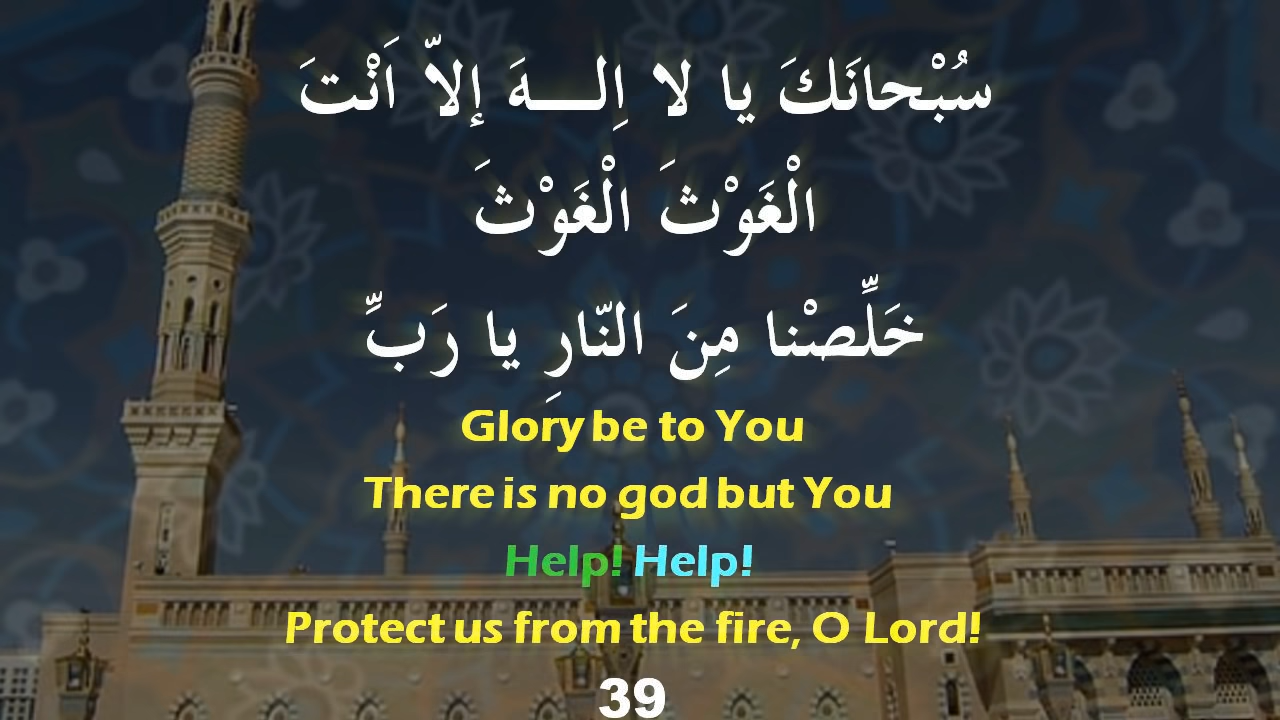 سُبْحانَكَ يا لا اِلـــهَ إلاّ اَنْتَ
الْغَوْثَ الْغَوْثَ
خَلِّصْنا مِنَ النّارِ يا رَبِّ
Glory be to You
There is no god but You
Help! Help!
Protect us from the fire, O Lord!
39